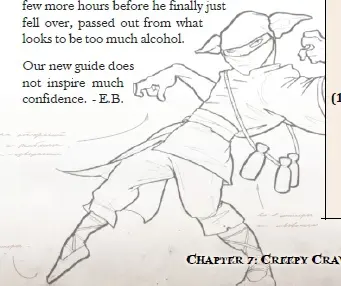 few more hours before he finally just
fell over, passed out from what
looks to be too much alcohol.
Our new guide does
not inspire much
confidence. - E.B.
(1
CHAPTER 7: CREEPY CRA